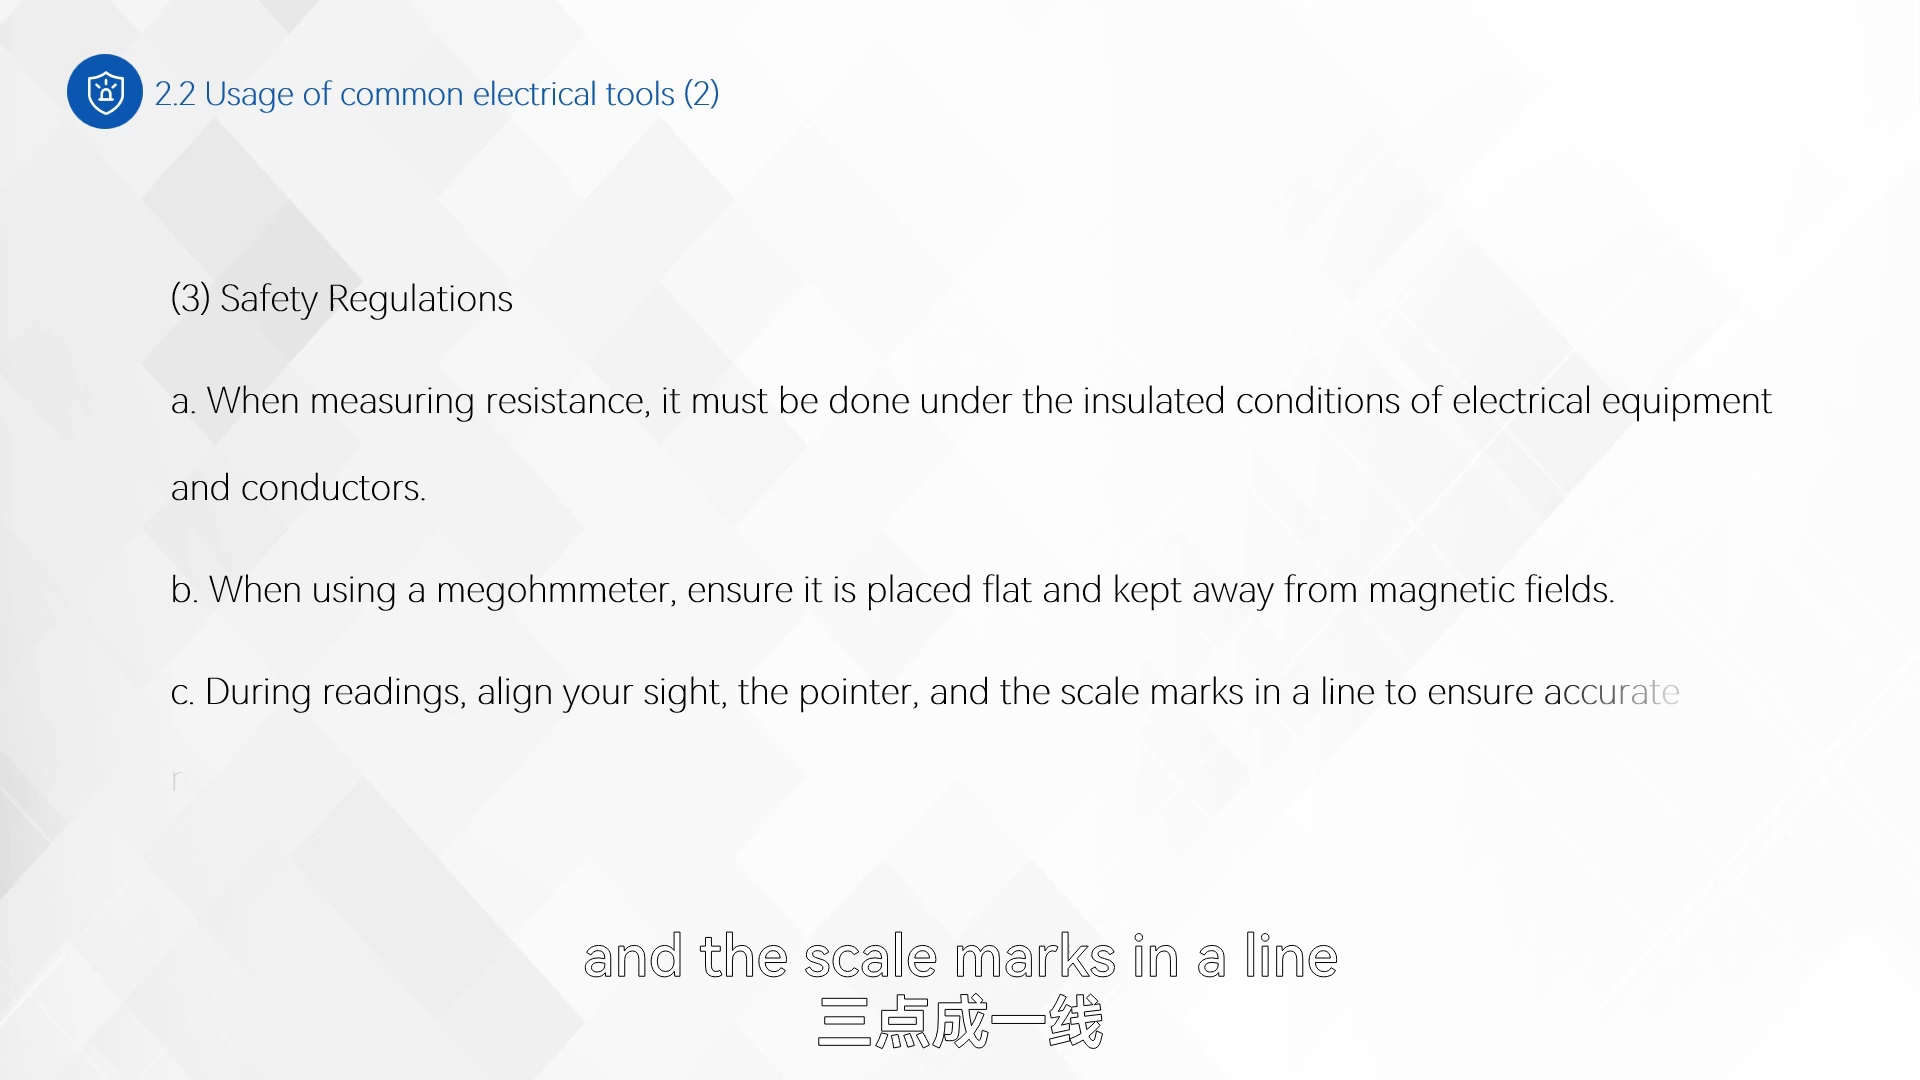 2.2 Usage of common electrical tools (2)
(3) Safety Regulations
a. When measuring resistance, it must be done under the insulated conditions of electrical equipment
and conductors.
b. When using a megohmmeter, ensure it is placed flat and kept away from magnetic fields.
c. During readings, align your sight, the pointer, and the scale marks in a line to ensure accurate
r
and the scale marks in a line
三点成一线